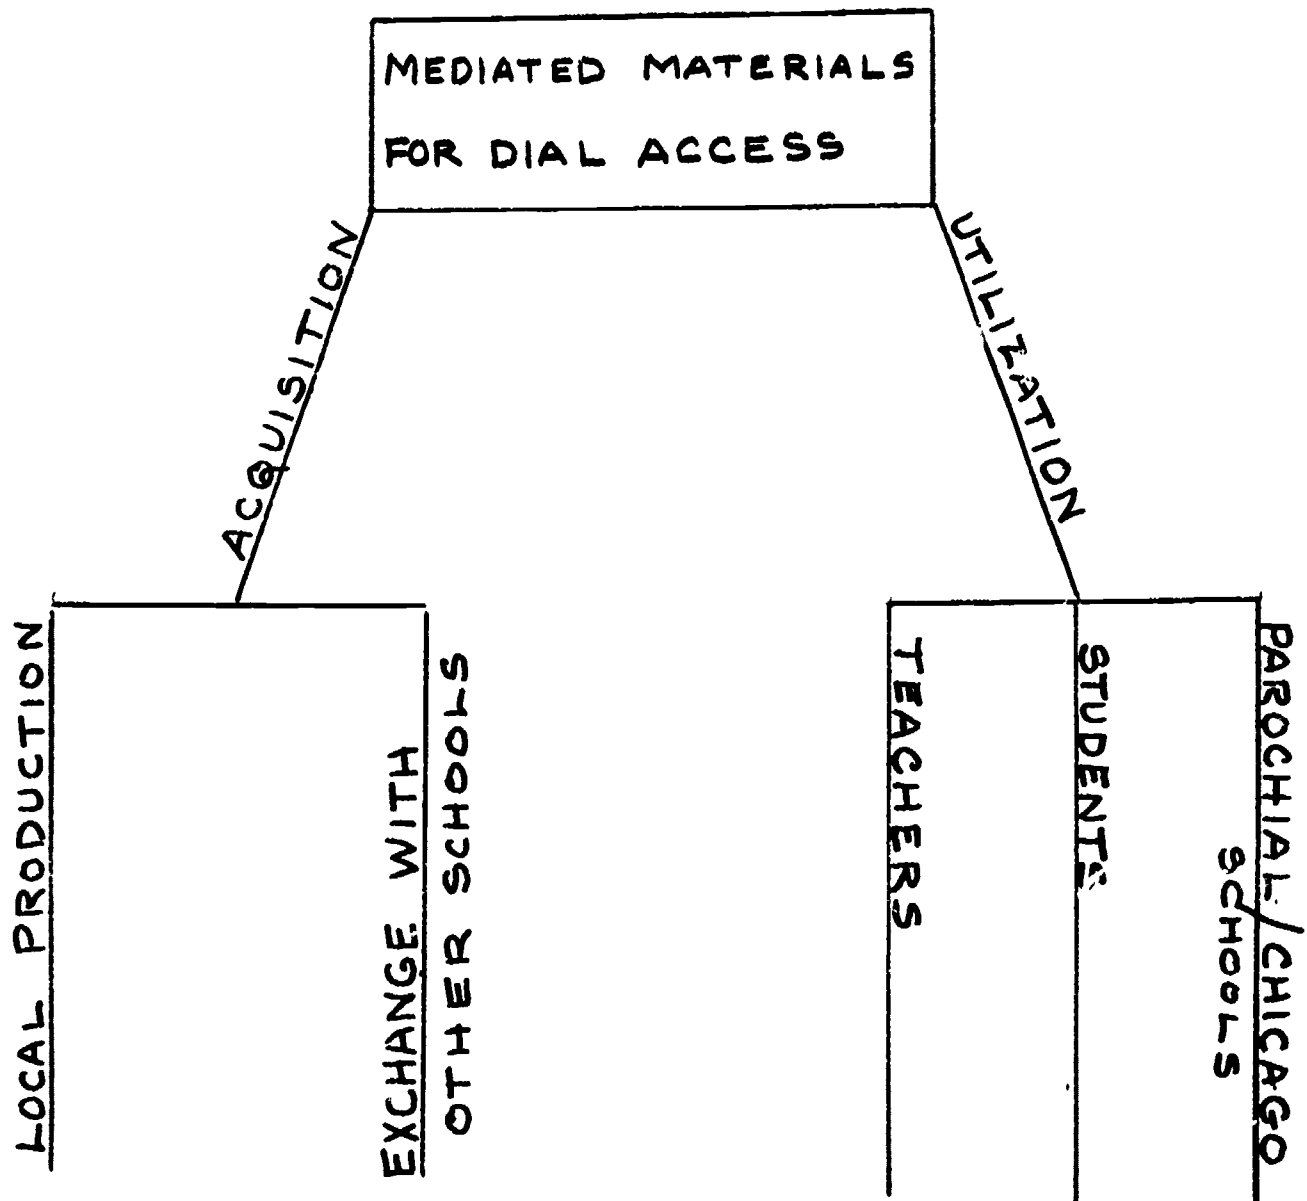 MEDIATED MATERIALS
FOR DIAL ACCESS
ACQUISITION
UTILIZATION
LOCAL PRODUCTION
EXCHANGE WITH
OTHER SCHOOLS
TEACHERS
STUDENTS
PAROCHIAL/CHICAGO
SCHOOLS